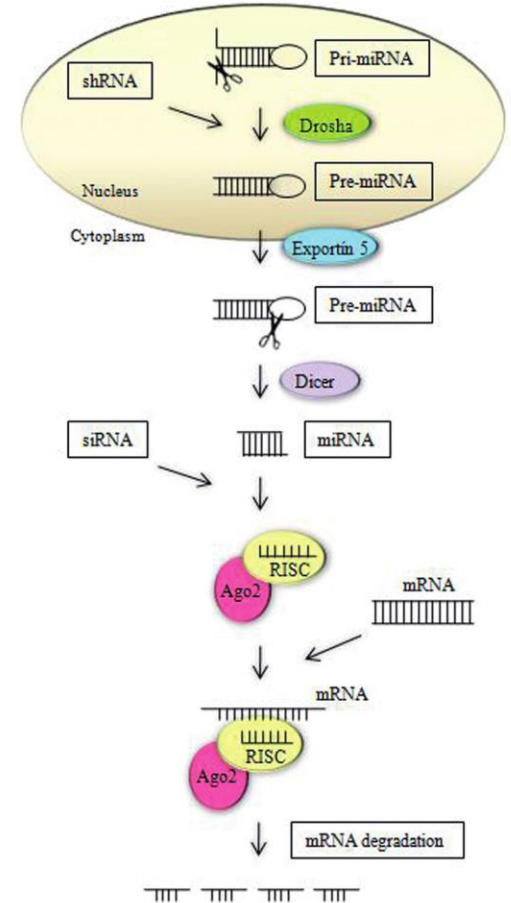 Pri-miRNA
shRNA
Drosha
Pre-miRNA
Nucleus
Cytoplasm
Exportin 5
Pre-miRNA
Dicer
siRNA
miRNA
RISC
Ago2
mRNA
mRNA
RISC
Ago2
mRNA degradation